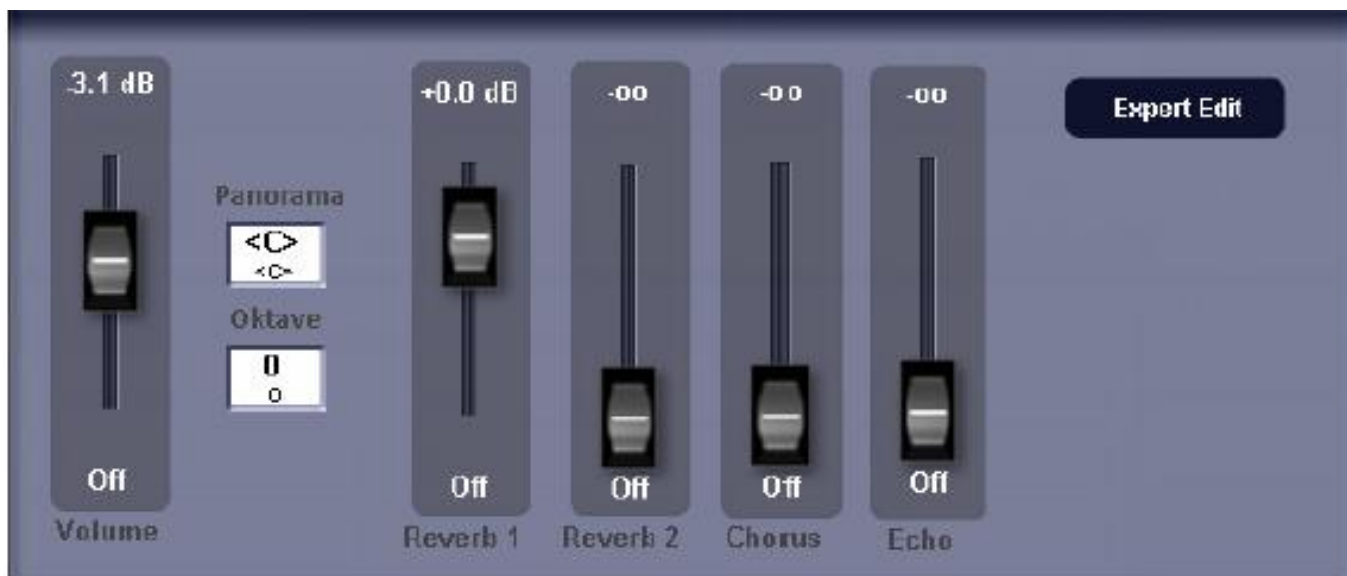 -3.1 dB
+0.0 dB
-oo
-oo
-oo
Expert Edit
Panorama
<C>
<C>
Oktave
0
0
Off
Off
Off
Off
Off
Volume
Reverb 1
Reverb 2
Chorus
Echo